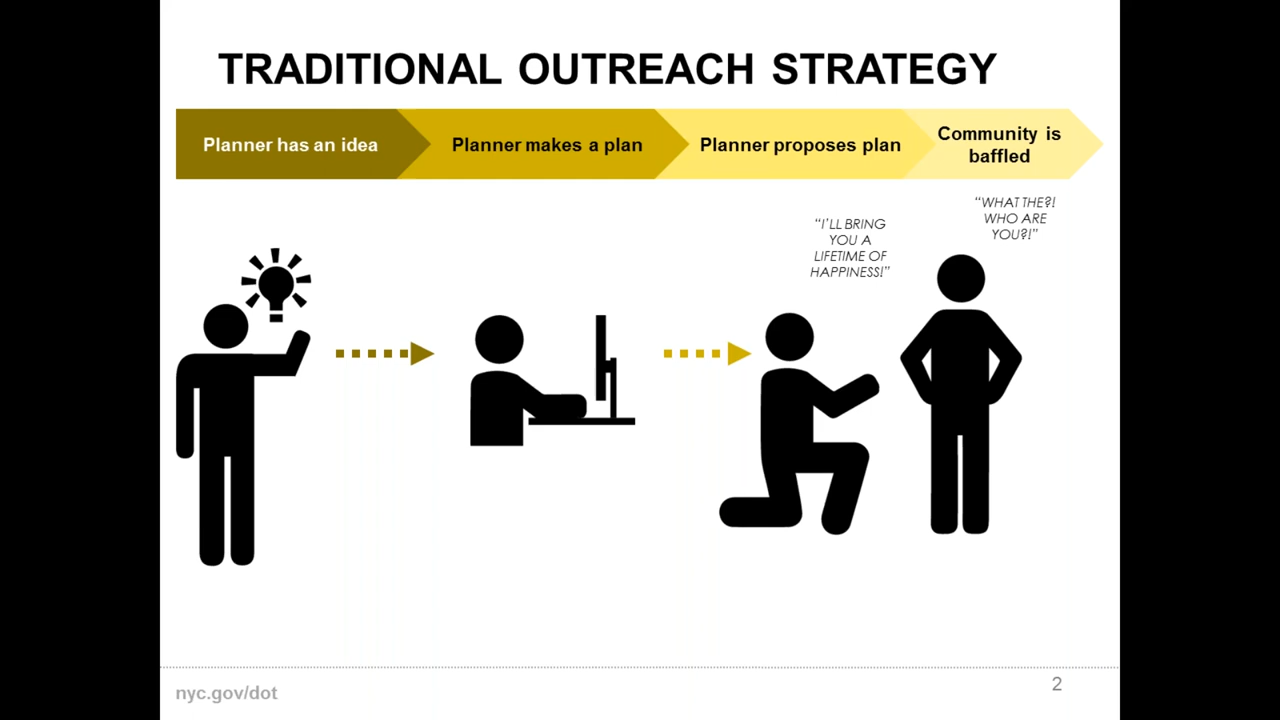 TRADITIONAL OUTREACH STRATEGY
Planner has an idea
Planner makes a plan
Planner proposes plan
Community is
baffled
“I’LL BRING
YOU A
LIFETIME OF
HAPPINESS!”
“WHAT THE?!
WHO ARE
YOU?!”
nyc.gov/dot
2